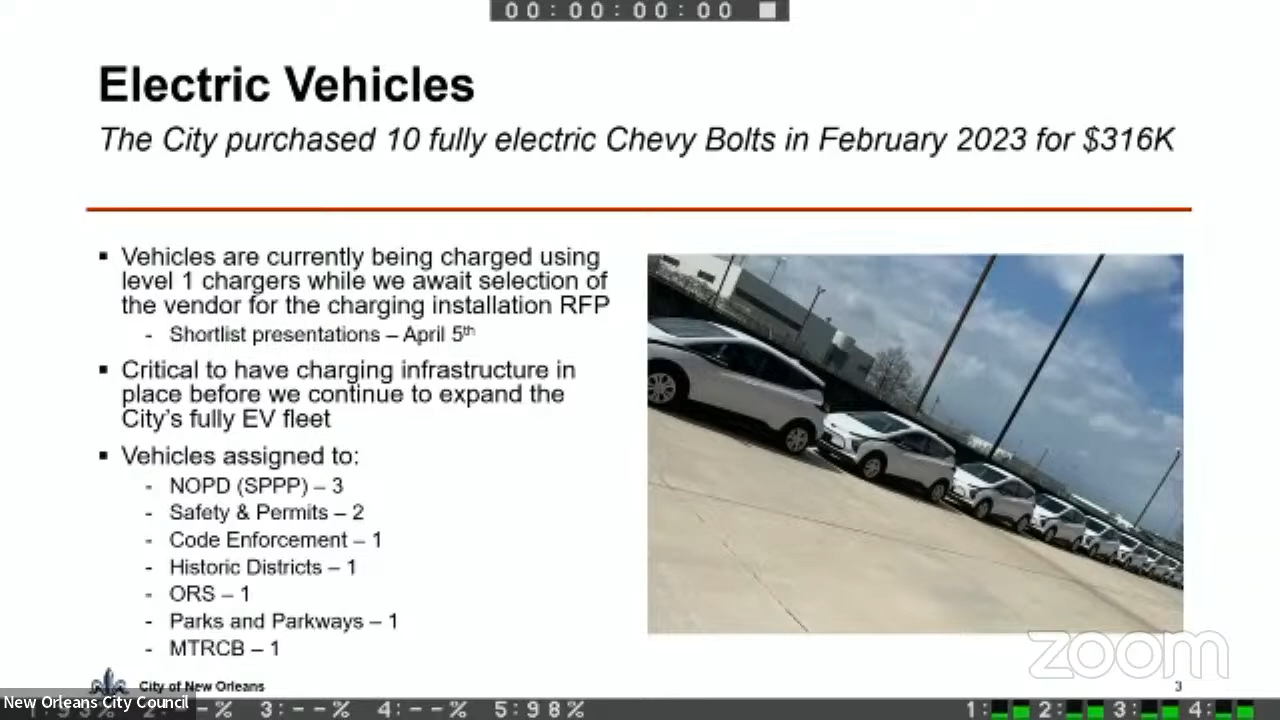 00:00:00:00
Electric Vehicles
The City purchased 10 fully electric Chevy Bolts in February 2023 for $316K
▪ Vehicles are currently being charged using
level 1 chargers while we await selection of
the vendor for the charging installation RFP
- Shortlist presentations – April 5th
▪ Critical to have charging infrastructure in
place before we continue to expand the
City's fully EV fleet
▪ Vehicles assigned to:
- NOPD (SPPP) – 3
- Safety & Permits – 2
- Code Enforcement – 1
- Historic Districts – 1
- ORS – 1
- Parks and Parkways – 1
- MTRCB – 1
zoom
City of New Orleans
3
New Orleans City Council
--% 3:--% 4:--% 5:98% 1: 2: 3: 4: